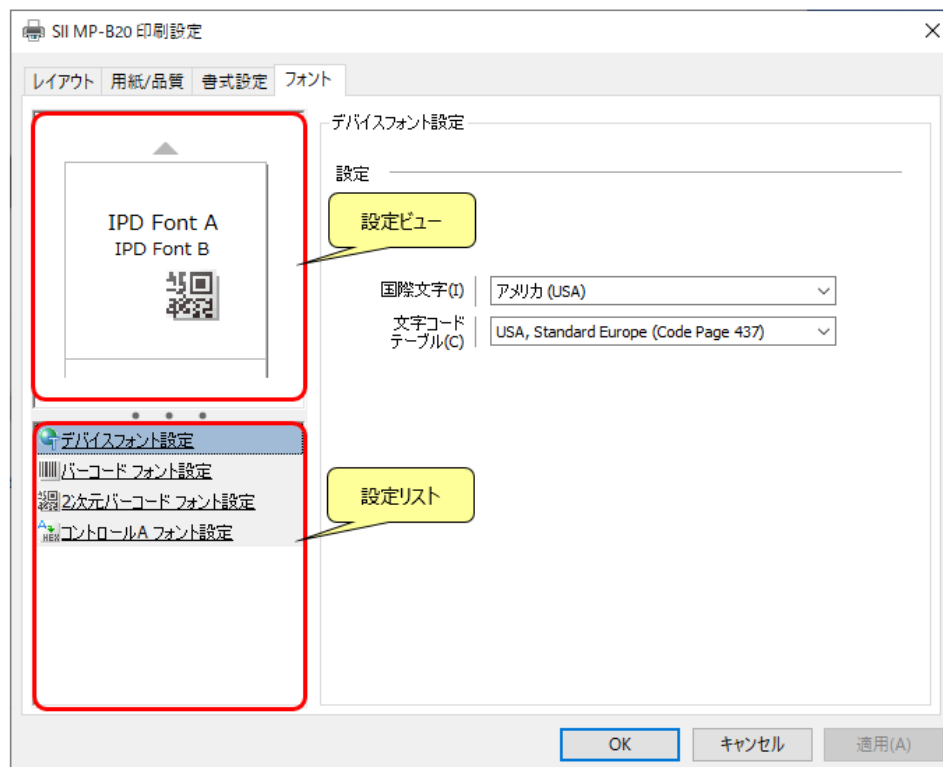 SII MP-B20 印刷設定
レイアウト 用紙/品質 書式設定 フォント
IPD Font A
IPD Font B
設定ビュー
デバイスフォント設定
バーコード フォント設定
2次元バーコード フォント設定
コントロールA フォント設定
設定リスト
デバイスフォント設定
設定
国際文字(I) アメリカ (USA)
文字コード
テーブル(C) USA, Standard Europe (Code Page 437)
OK キャンセル 適用(A)